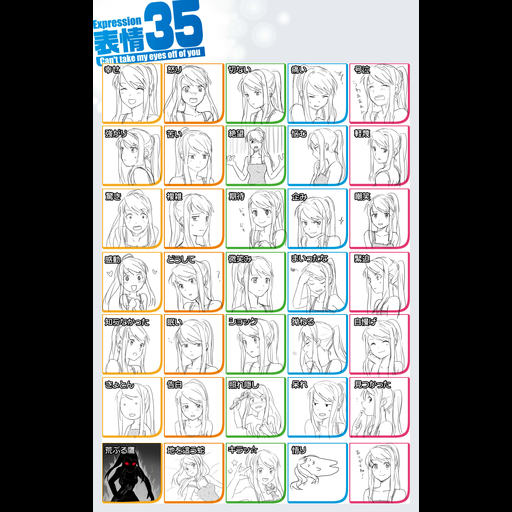 Expression
表情35
Can't take my eyes off of you
幸せ
怒り
切ない
痛い
号泣
強がり
苦い
絶望
悩む
軽蔑
驚き
複雑
期待
企み
嘲笑
感動
どうして
微笑み
まいったな
緊迫
知らなかった
眠い
ショック
拗ねる
自慢げ
きょとん
告白
照れ隠し
呆れ
見つかった
荒ぶる鷹
地を這う蛇
キラッ☆
悟り